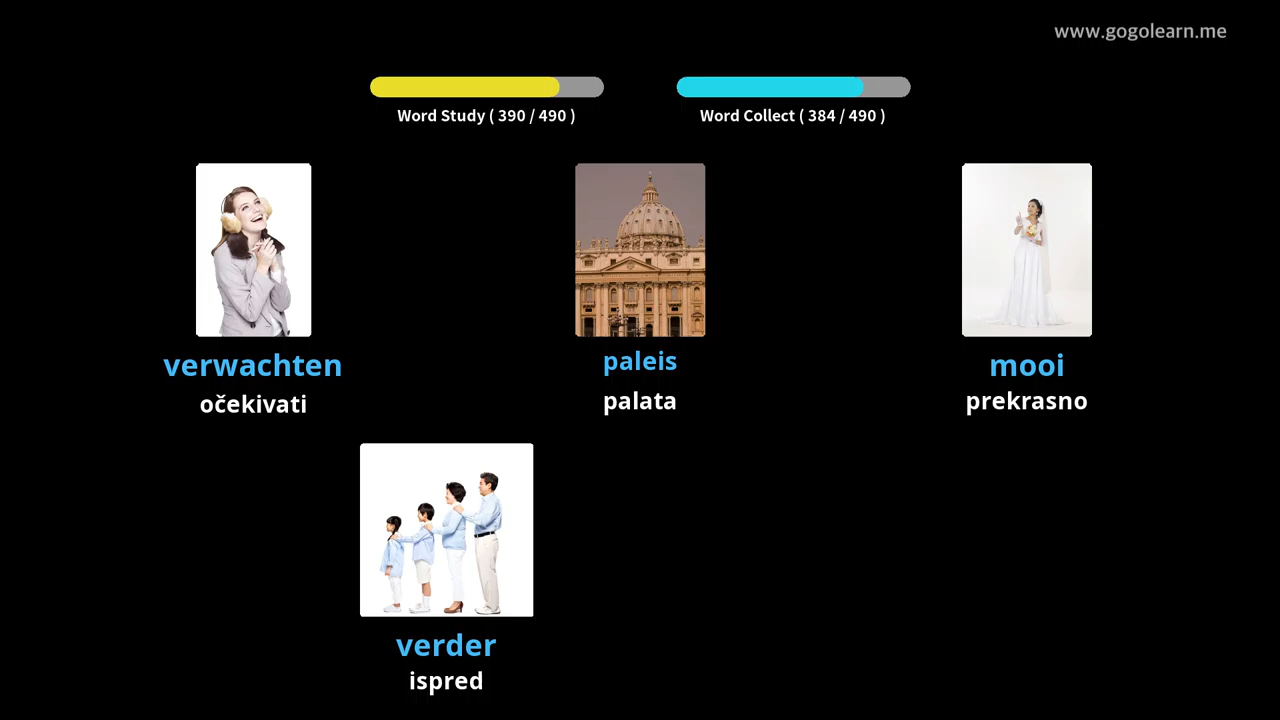 www.gogolearn.me
Word Study ( 390 / 490 )
Word Collect ( 384 / 490 )
verwachten
očekivati
paleis
palata
mooi
prekrasno
verder
ispred